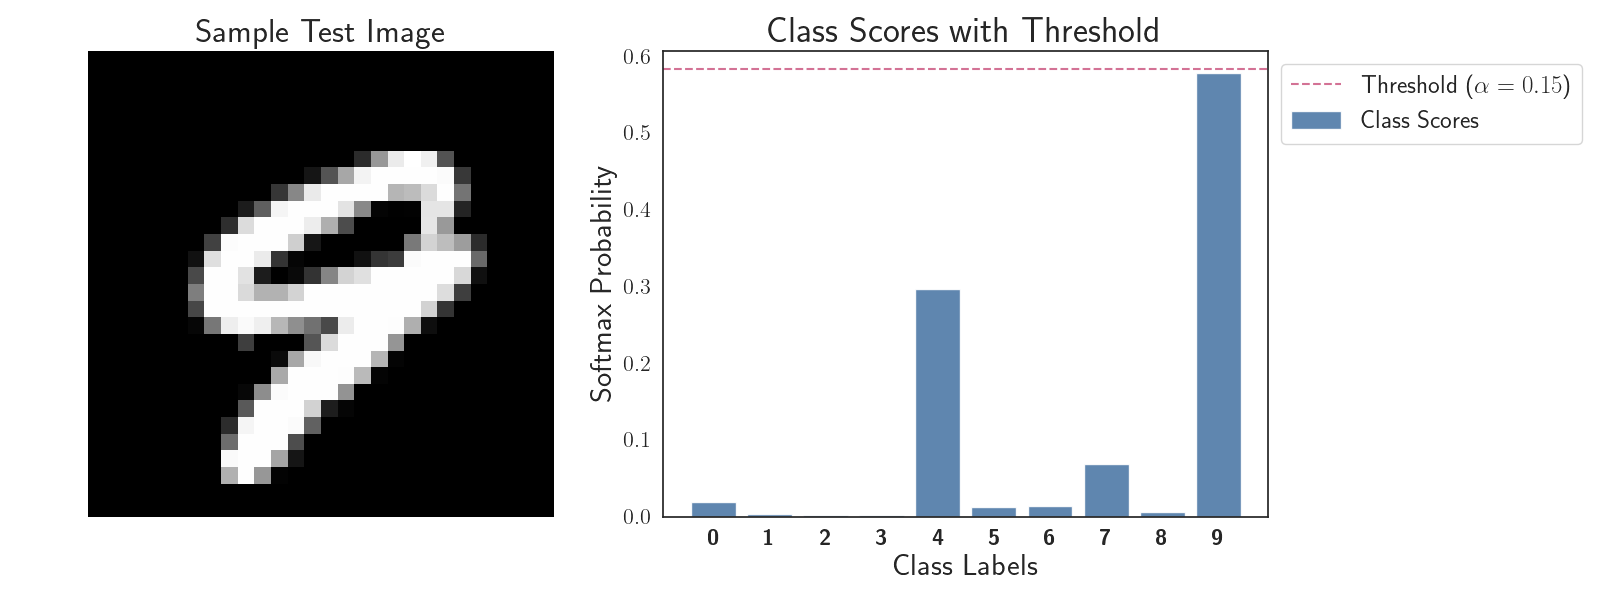 Sample Test Image
9
Class Scores with Threshold
Softmax Probability
0.6
0.5
0.4
0.3
0.2
0.1
0.0
0 1 2 3 4 5 6 7 8 9
Class Labels
Threshold (α = 0.15)
Class Scores